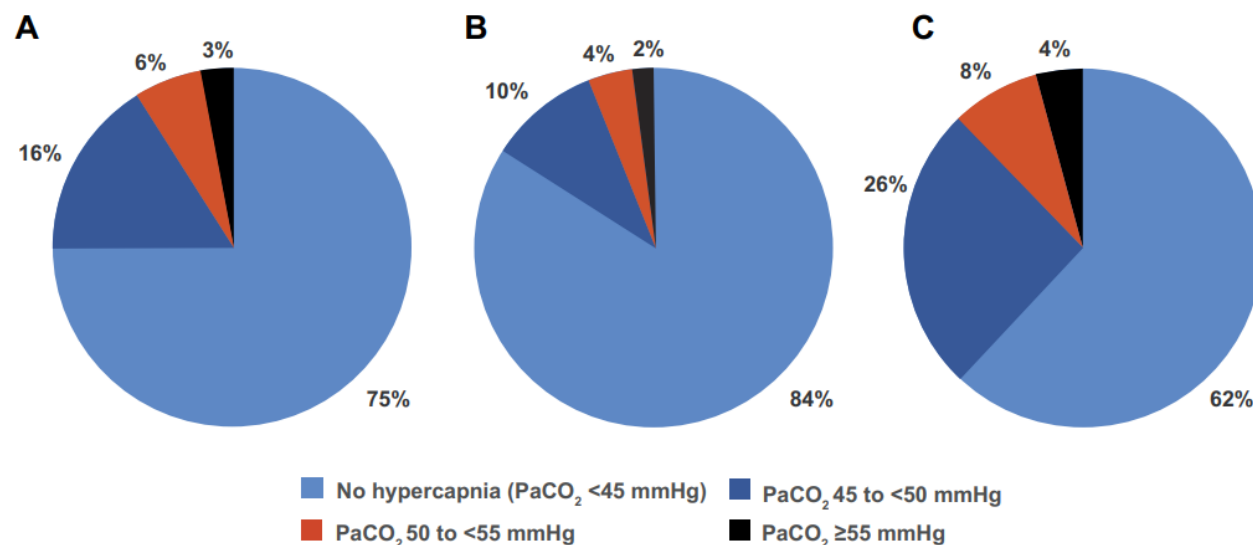 A
B
C
3%
6%
16%
75%
2%
4%
10%
84%
4%
8%
26%
62%
No hypercapnia (PaCO₂ <45 mmHg)
PaCO₂ 45 to <50 mmHg
PaCO₂ 50 to <55 mmHg
PaCO₂ ≥55 mmHg